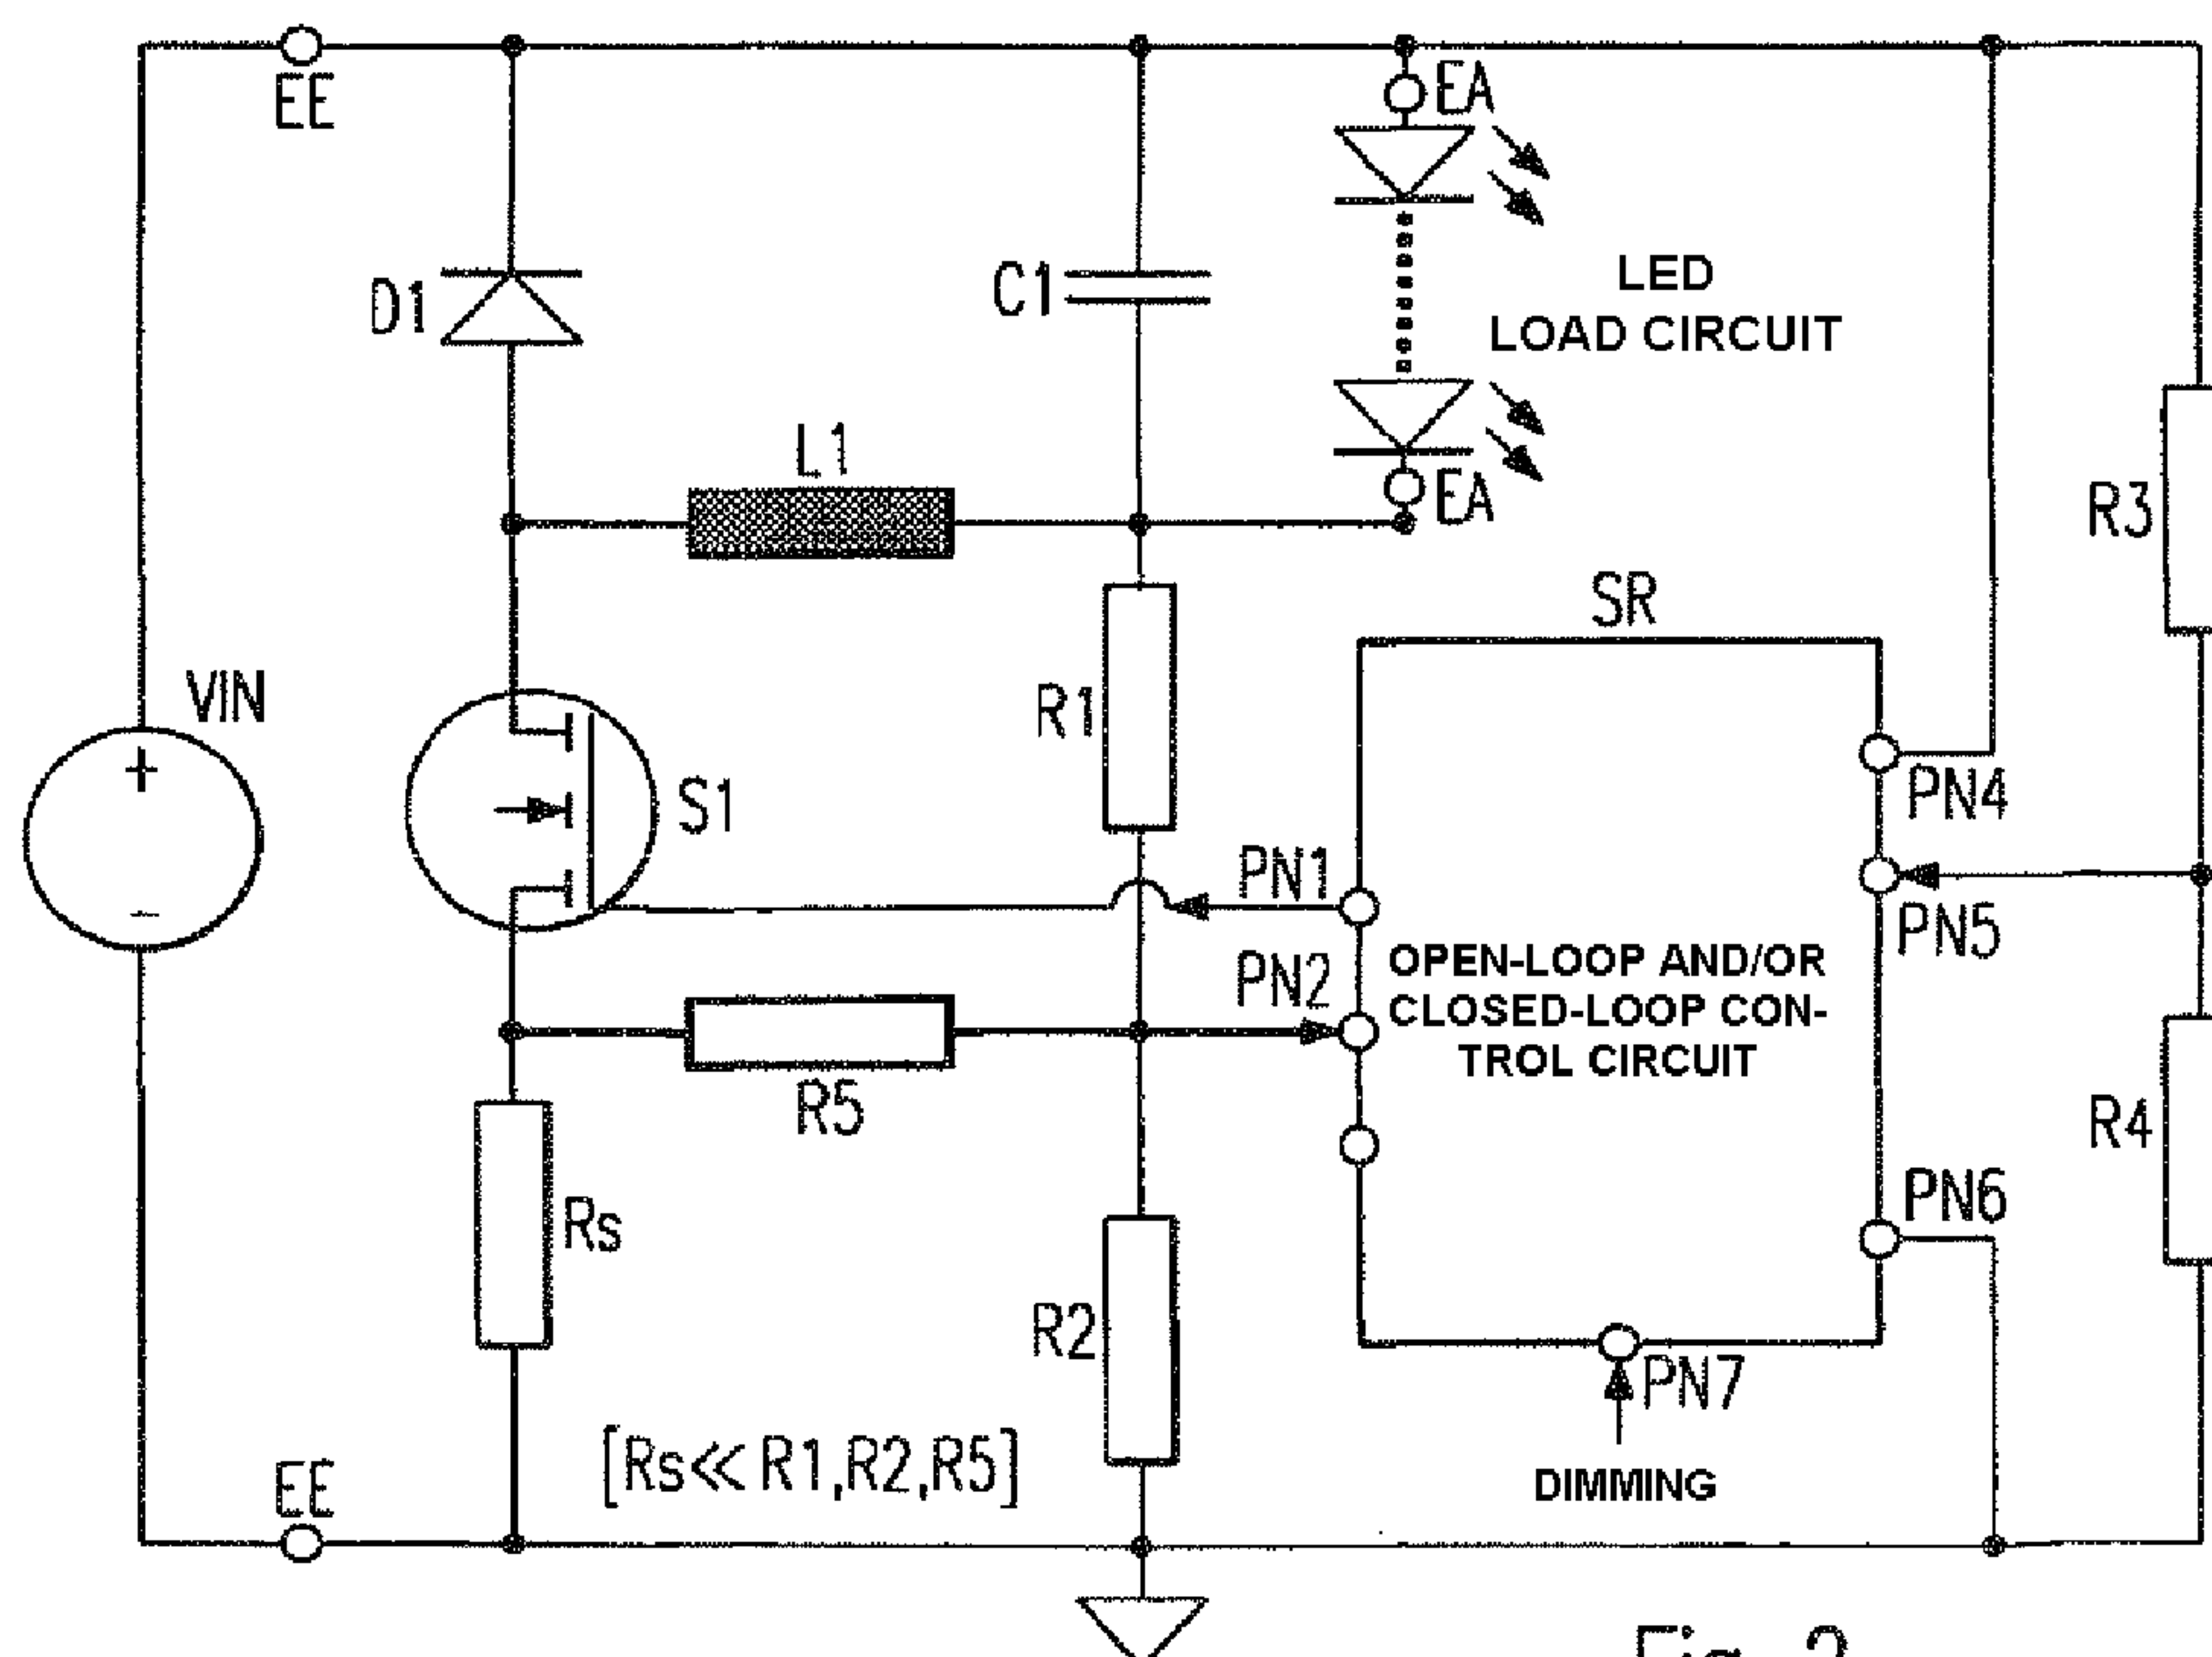 EE
EA
D1
C1
LED
LOAD CIRCUIT
L1
EA
R3
SR
VIN
+
R1
S1
PN4
PN1
PN5
-
PN2
OPEN-LOOP AND/OR
CLOSED-LOOP CON-
TROL CIRCUIT
R5
R4
Rs
PN6
R2
PN7
[Rs<<R1,R2,R5]
EE
DIMMING